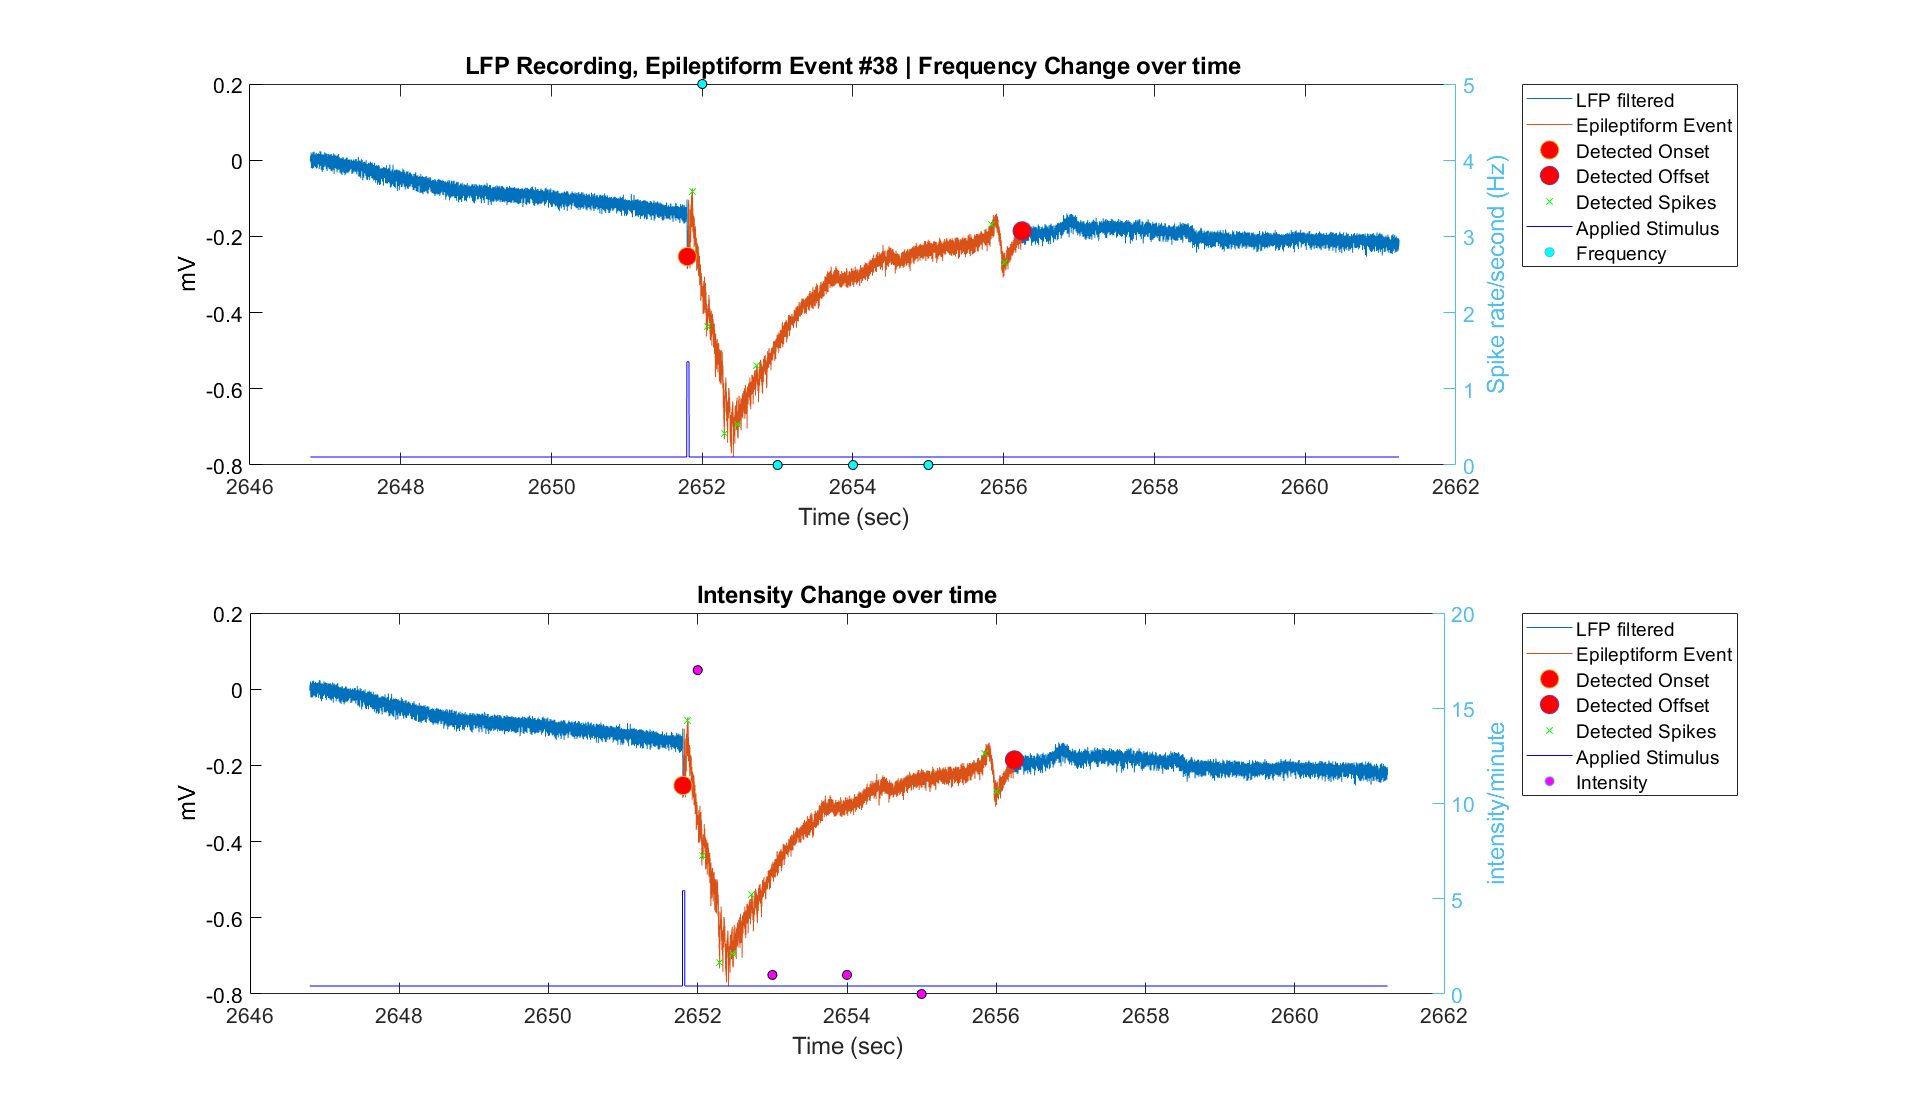 LFP Recording, Epileptiform Event #38 | Frequency Change over time
0.2
0
-0.2
-0.4
-0.6
-0.8
mV
5
4
3
2
1
0
Spike rate/second (Hz)
2646 2648 2650 2652 2654 2656 2658 2660 2662
Time (sec)
LFP filtered
Epileptiform Event
Detected Onset
Detected Offset
Detected Spikes
Applied Stimulus
Frequency
Intensity Change over time
0.2
0
-0.2
-0.4
-0.6
-0.8
mV
20
15
10
5
0
intensity/minute
2646 2648 2650 2652 2654 2656 2658 2660 2662
Time (sec)
LFP filtered
Epileptiform Event
Detected Onset
Detected Offset
Detected Spikes
Applied Stimulus
Intensity